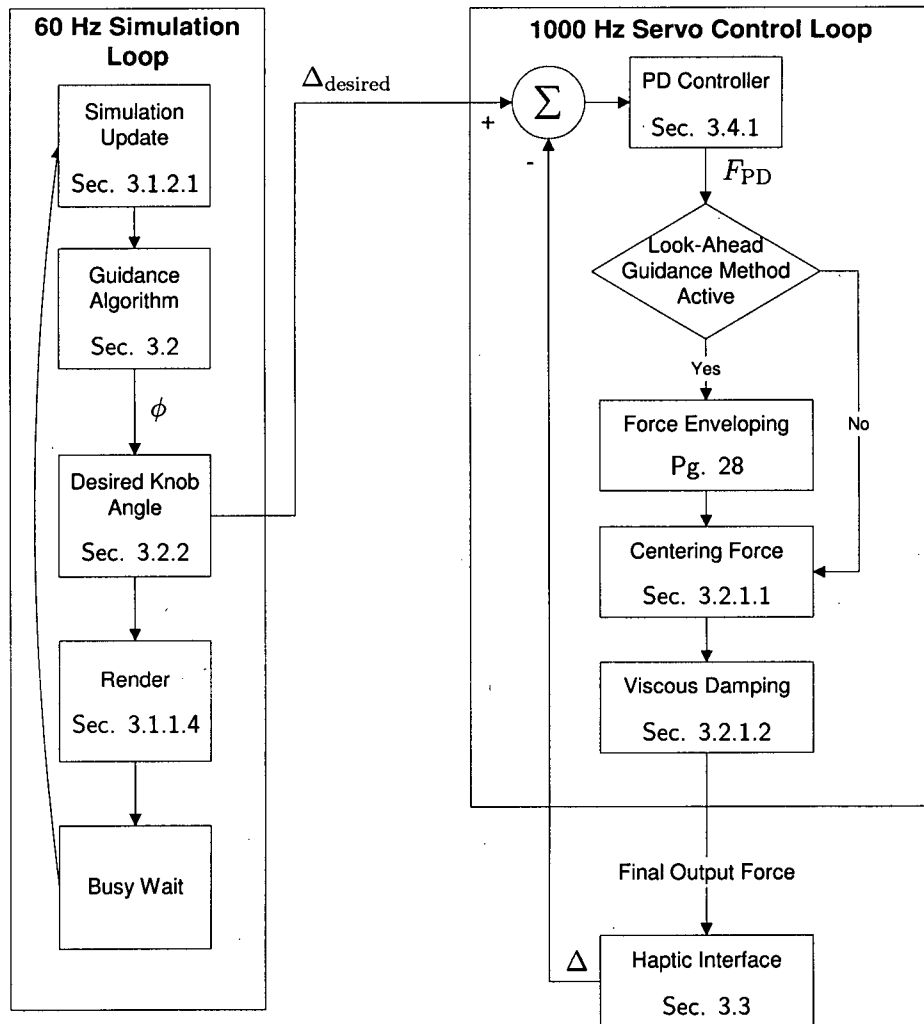 60 Hz Simulation
Loop
Simulation
Update
Sec. 3.1.2.1
Guidance
Algorithm
Sec. 3.2
ϕ
Desired Knob
Angle
Sec. 3.2.2
Render
Sec. 3.1.1.4
Busy Wait
Δdesired
1000 Hz Servo Control Loop
+
Σ
-
PD Controller
Sec. 3.4.1
FPD
Look-Ahead
Guidance Method
Active
Yes
No
Force Enveloping
Pg. 28
Centering Force
Sec. 3.2.1.1
Viscous Damping
Sec. 3.2.1.2
Final Output Force
Δ
Haptic Interface
Sec. 3.3